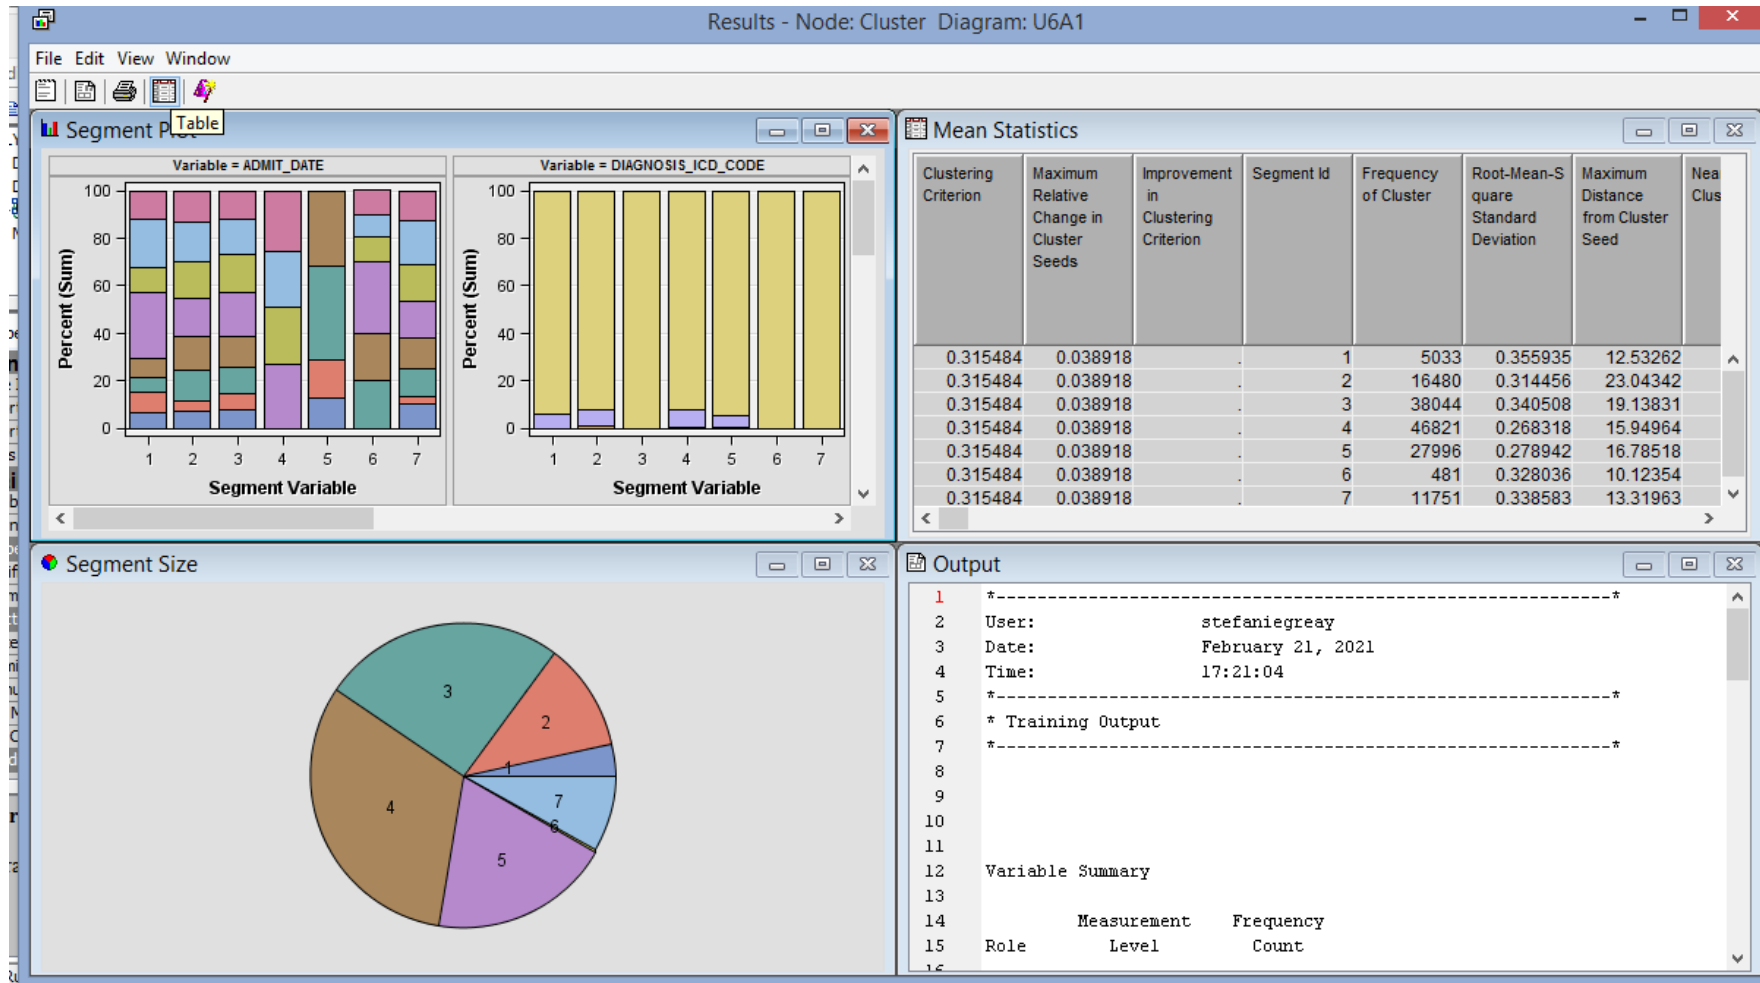 Results - Node: Cluster  Diagram: U6A1
File  Edit  View  Window
Table
Segment Plot
Variable = ADMIT_DATE
Variable = DIAGNOSIS_ICD_CODE
Percent (Sum)
100
80
60
40
20
0
1 2 3 4 5 6 7
Segment Variable
Percent (Sum)
100
80
60
40
20
0
1 2 3 4 5 6 7
Segment Variable
Mean Statistics
Clustering Criterion
Maximum Relative Change in Cluster Seeds
Improvement in Clustering Criterion
Segment Id
Frequency of Cluster
Root-Mean-Square Standard Deviation
Maximum Distance from Cluster Seed
Nea
Clus
0.315484 0.038918 . 1 5033 0.355935 12.53262
0.315484 0.038918 . 2 16480 0.314456 23.04342
0.315484 0.038918 . 3 38044 0.340508 19.13831
0.315484 0.038918 . 4 46821 0.268318 15.94964
0.315484 0.038918 . 5 27996 0.278942 16.78518
0.315484 0.038918 . 6 481 0.328036 10.12354
0.315484 0.038918 . 7 11751 0.338583 13.31963
Segment Size
3
2
1
7
4
6
5
Output
1 *------------------------------------------------------------*
2 User: stefaniegreay
3 Date: February 21, 2021
4 Time: 17:21:04
5 *------------------------------------------------------------*
6 * Training Output
7 *------------------------------------------------------------*
8
9
10
11
12 Variable Summary
13
14 Measurement Frequency
15 Role Level Count
16